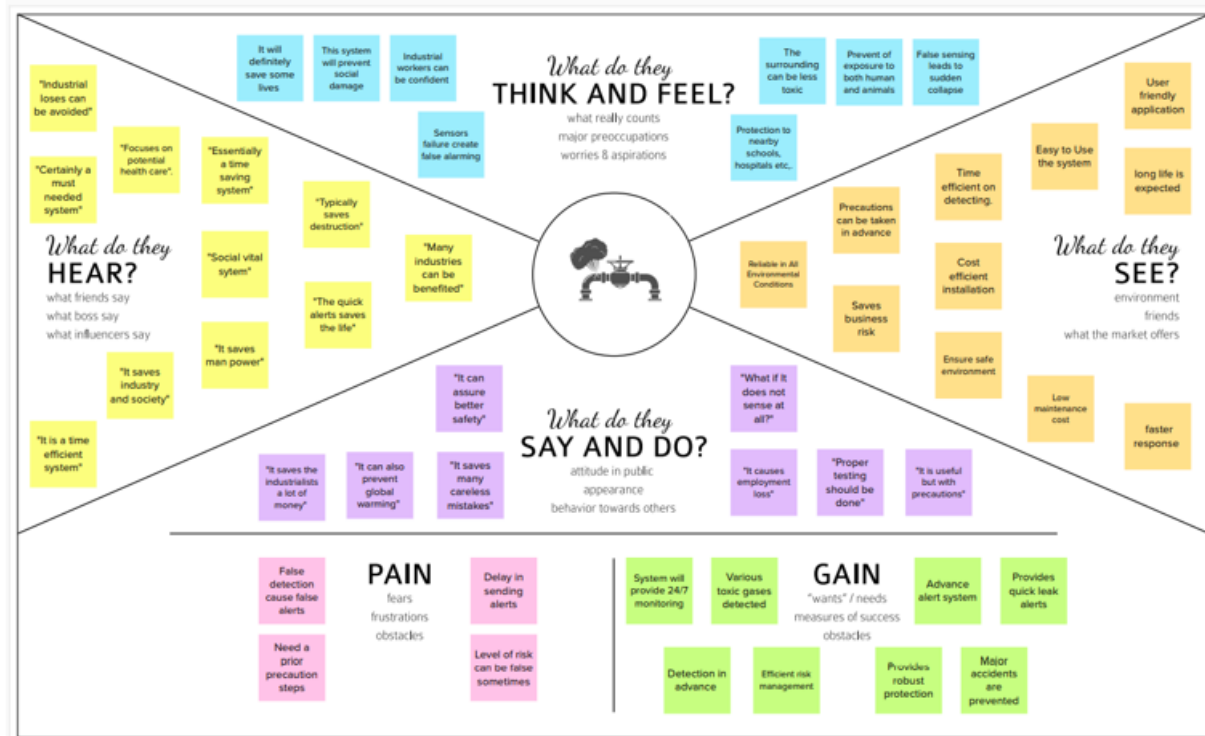 It will
definitely
save some
lives
This system
will prevent
social
damage
Industrial
workers can
be confident
Sensors
failure create
false alarming
What do they
THINK AND FEEL?
what really counts
major preoccupations
worries & aspirations
The
surrounding
can be less
toxic
Prevent of
exposure to
both human
and animals
False sensing
leads to
sudden
collapse
Protection to
nearby
schools,
hospitals etc,.
"Industrial
loses can
be avoided"
"Focuses on
potential
health care".
"Essentially
a time
saving
system"
"Certainly a
must
needed
system"
"Typically
saves
destruction"
"Social vital
sytem"
"Many
industries
can be
benefited"
What do they
HEAR?
what friends say
what boss say
what influencers say
"The quick
alerts saves
the life"
"It saves
man power"
"It saves
industry
and society"
"It is a time
efficient
system"
User
friendly
application
Easy to Use
the system
long life is
expected
Time
efficient on
detecting.
Precautions
can be taken
in advance
Reliable in All
Environmental
Conditions
Cost
efficient
installation
What do they
SEE?
environment
friends
what the market offers
Saves
business
risk
Ensure safe
environment
Low
maintenance
cost
faster
response
"It can
assure
better
safety"
"It saves the
industrialists
a lot of
money"
"It can also
prevent
global
warming"
"It saves
many
careless
mistakes"
What do they
SAY AND DO?
attitude in public
appearance
behavior towards others
"What if It
does not
sense at
all?"
"It causes
employment
loss"
"Proper
testing
should be
done"
"It is useful
but with
precautions"
False
detection
cause false
alerts
PAIN
fears
frustrations
obstacles
Delay in
sending
alerts
Need a
prior
precaution
steps
Level of risk
can be false
sometimes
System will
provide 24/7
monitoring
Various
toxic gases
detected
GAIN
"wants" / needs
measures of success
obstacles
Advance
alert system
Provides
quick leak
alerts
Detection in
advance
Efficient risk
management
Provides
robust
protection
Major
accidents
are
prevented